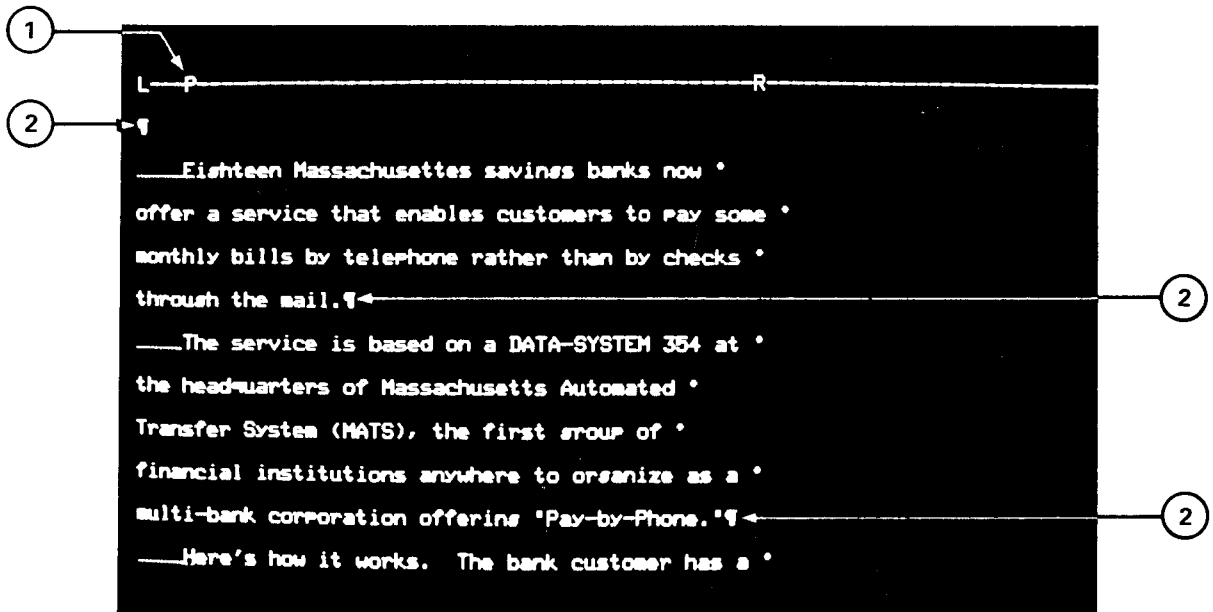 1
L P R
2
¶
Eighteen Massachusettes savings banks now °
offer a service that enables customers to pay some °
monthly bills by telephone rather than by checks °
through the mail.¶
2
The service is based on a DATA-SYSTEM 354 at °
the headquarters of Massachusetts Automated °
Transfer System (MATS), the first group of °
financial institutions anywhere to organize as a °
multi-bank corporation offering "Pay-by-Phone."¶
2
Here's how it works.  The bank customer has a °